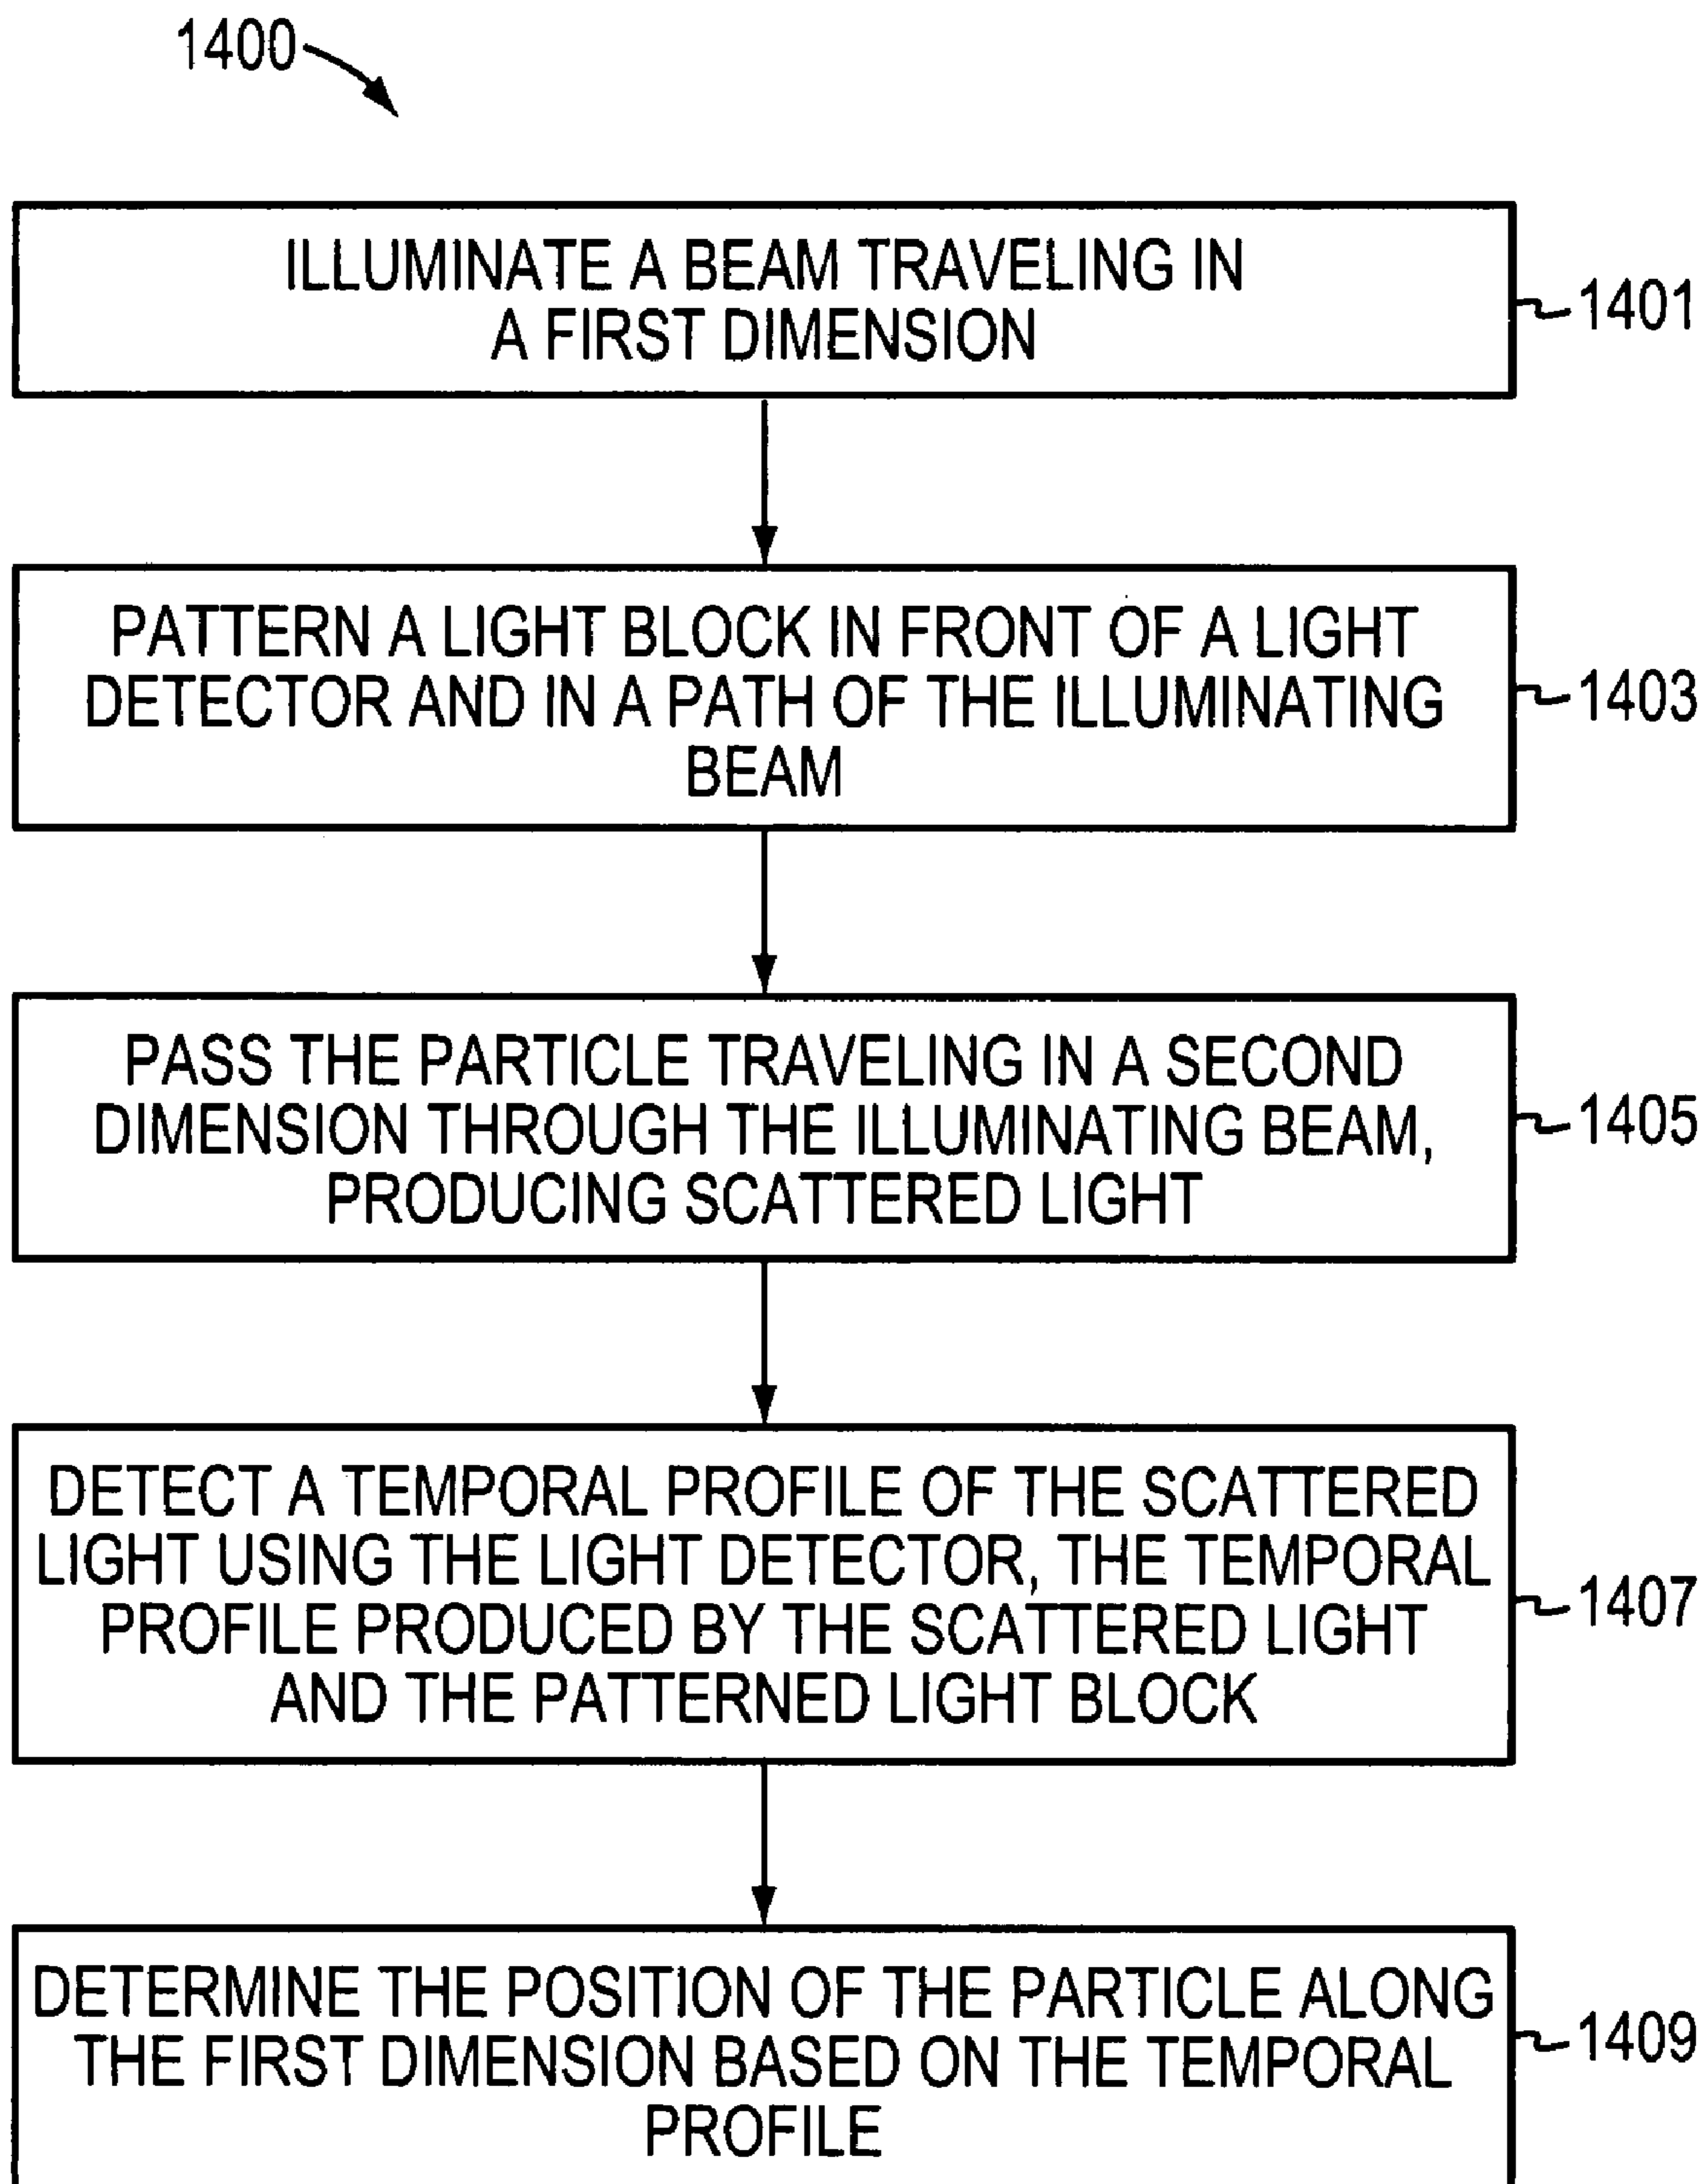 1400
ILLUMINATE A BEAM TRAVELING IN
A FIRST DIMENSION
1401
PATTERN A LIGHT BLOCK IN FRONT OF A LIGHT
DETECTOR AND IN A PATH OF THE ILLUMINATING
BEAM
1403
PASS THE PARTICLE TRAVELING IN A SECOND
DIMENSION THROUGH THE ILLUMINATING BEAM,
PRODUCING SCATTERED LIGHT
1405
DETECT A TEMPORAL PROFILE OF THE SCATTERED
LIGHT USING THE LIGHT DETECTOR, THE TEMPORAL
PROFILE PRODUCED BY THE SCATTERED LIGHT
AND THE PATTERNED LIGHT BLOCK
1407
DETERMINE THE POSITION OF THE PARTICLE ALONG
THE FIRST DIMENSION BASED ON THE TEMPORAL
PROFILE
1409